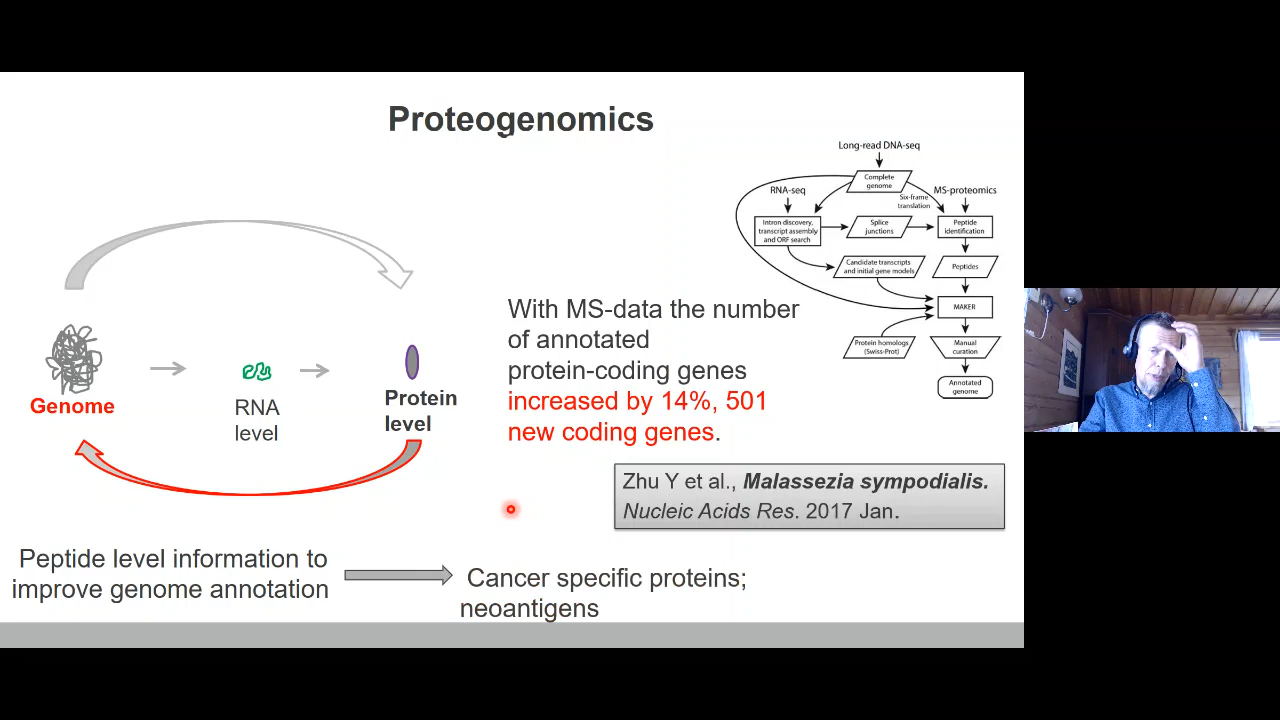 Proteogenomics
Long-read DNA-seq
Complete
genome
RNA-seq
Six-frame
translation
MS-proteomics
Intron discovery,
transcript assembly
and ORF search
Splice
junctions
Peptide
identification
Candidate transcripts
and initial gene models
Peptides
MAKER
Protein homologs
(Swiss-Prot)
Manual
curation
Annotated
genome
Genome
RNA
level
Protein
level
With MS-data the number
of annotated
protein-coding genes
increased by 14%, 501
new coding genes.
Zhu Y et al., Malassezia sympodialis.
Nucleic Acids Res. 2017 Jan.
Peptide level information to
improve genome annotation
Cancer specific proteins;
neoantigens